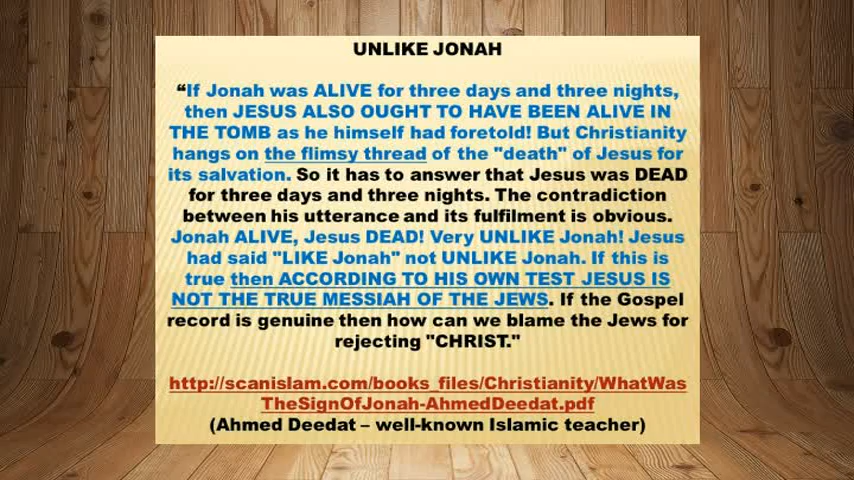 UNLIKE JONAH
❝If Jonah was ALIVE for three days and three nights,
then JESUS ALSO OUGHT TO HAVE BEEN ALIVE IN
THE TOMB as he himself had foretold! But Christianity
hangs on the flimsy thread of the "death" of Jesus for
its salvation. So it has to answer that Jesus was DEAD
for three days and three nights. The contradiction
between his utterance and its fulfilment is obvious.
Jonah ALIVE, Jesus DEAD! Very UNLIKE Jonah! Jesus
had said "LIKE Jonah" not UNLIKE Jonah. If this is
true then ACCORDING TO HIS OWN TEST JESUS IS
NOT THE TRUE MESSIAH OF THE JEWS. If the Gospel
record is genuine then how can we blame the Jews for
rejecting "CHRIST."
http://scanislam.com/books_files/Christianity/WhatWas
TheSignOfJonah-AhmedDeedat.pdf
(Ahmed Deedat – well-known Islamic teacher)